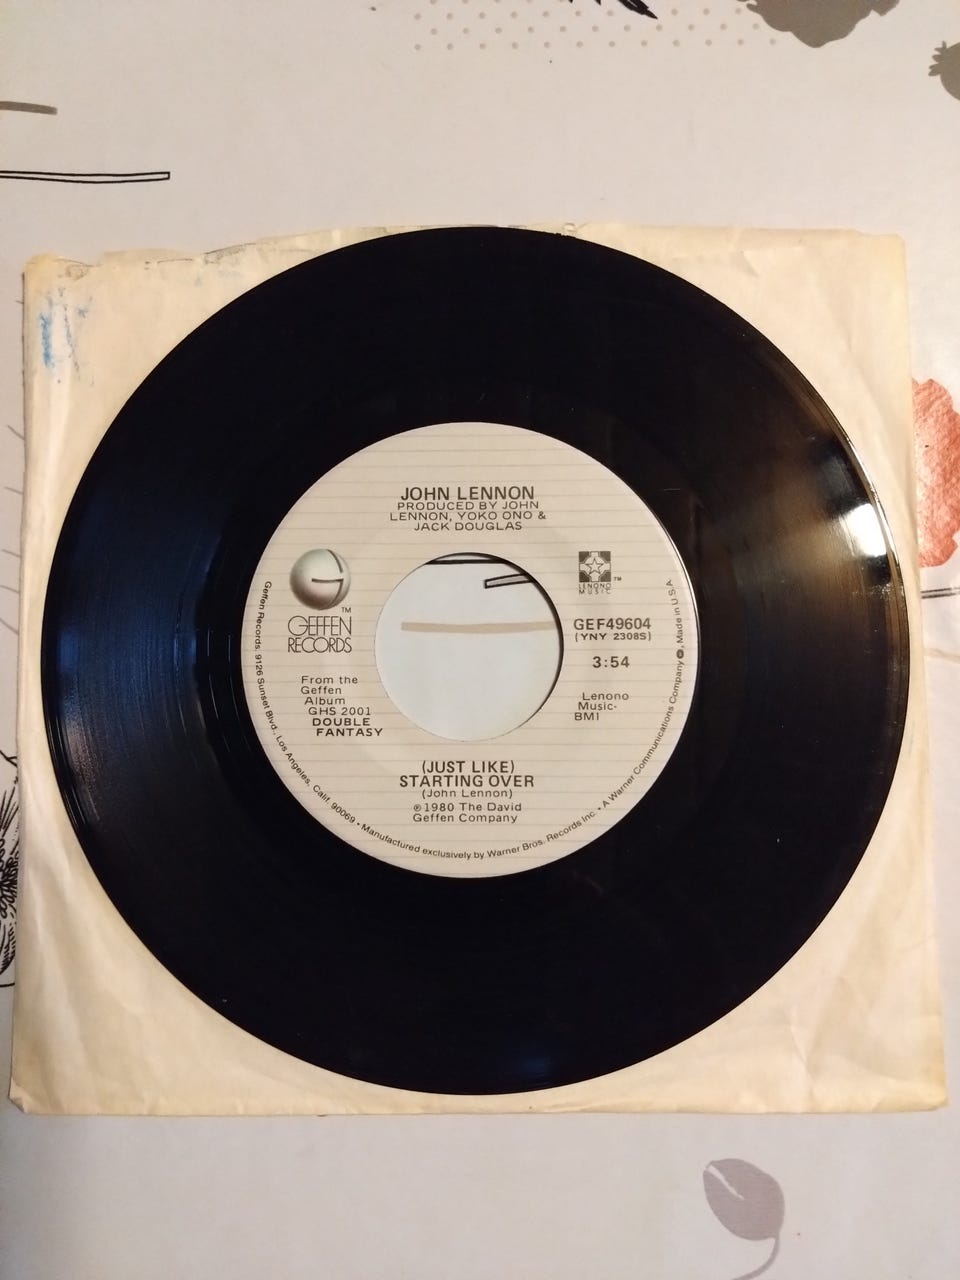 JOHN LENNON
PRODUCED BY JOHN
LENNON, YOKO ONO &
JACK DOUGLAS
GEFFEN
RECORDS
TM
From the
Geffen
Album
GHS 2001
DOUBLE
FANTASY
LENONO
MUSIC
TM
GEF49604
(YNY 2308S)
3:54
Lenono
Music-
BMI
(JUST LIKE)
STARTING OVER
(John Lennon)
℗1980 The David
Geffen Company
Geffen Records, 9126 Sunset Blvd., Los Angeles, Calif. 90069 • Manufactured exclusively by Warner Bros. Records Inc. • A Warner Communications Company, Made in U.S.A.